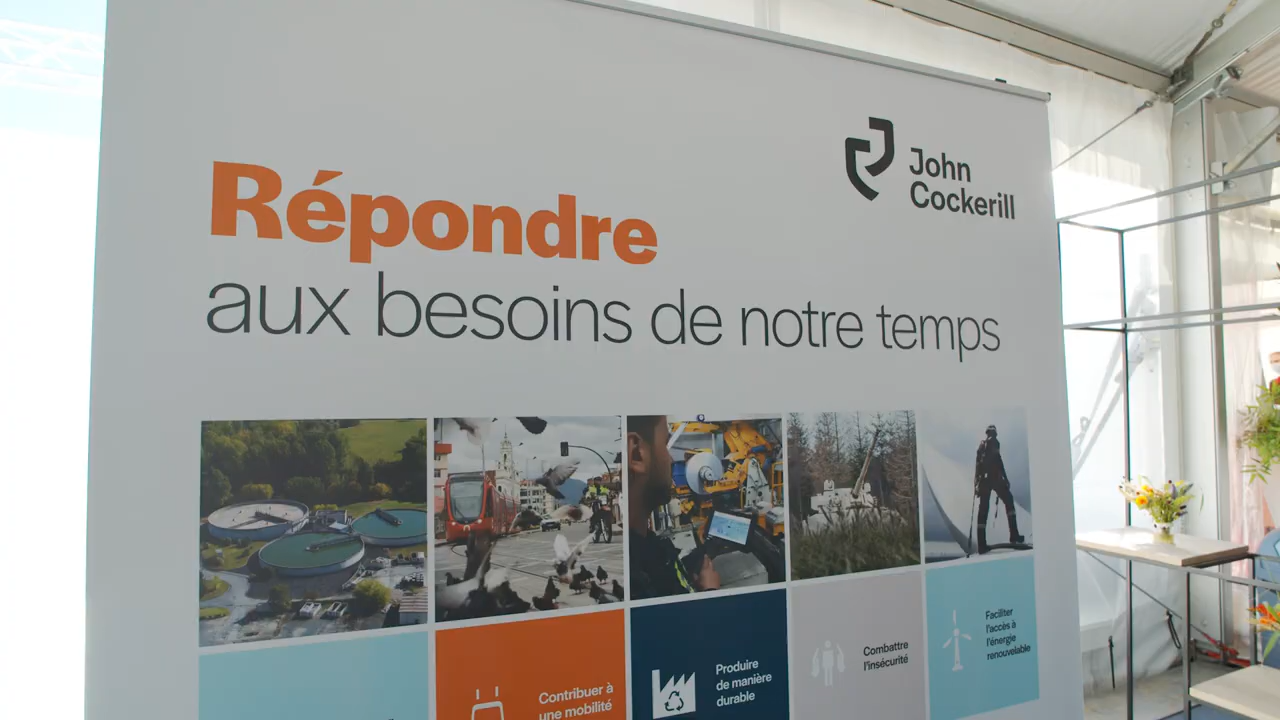 John
Cockerill
Répondre
aux besoins de notre temps
Contribuer à
une mobilité
Produire
de manière
durable
Combattre
l'insécurité
Faciliter
l'accès à
l'énergie
renouvelable